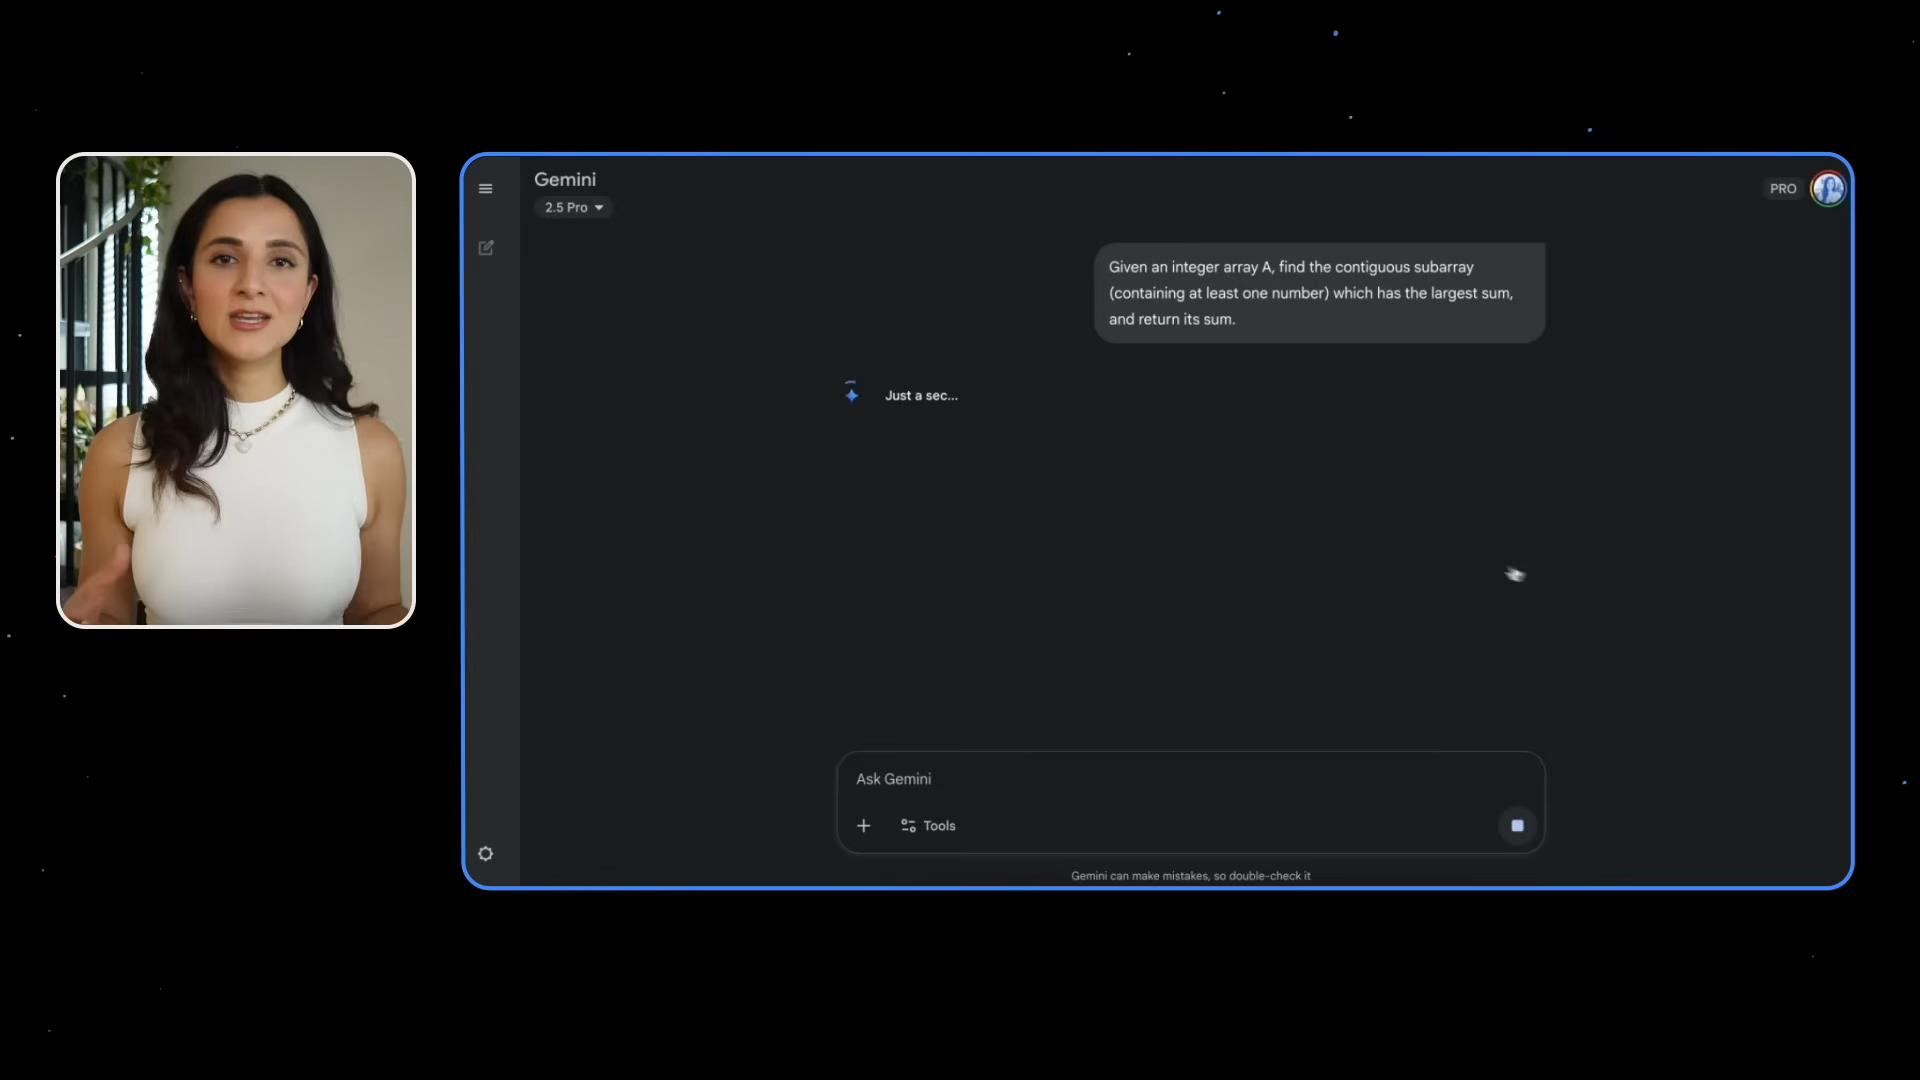 Gemini
2.5 Pro
PRO
Given an integer array A, find the contiguous subarray
(containing at least one number) which has the largest sum,
and return its sum.
Just a sec...
Ask Gemini
Tools
Gemini can make mistakes, so double-check it